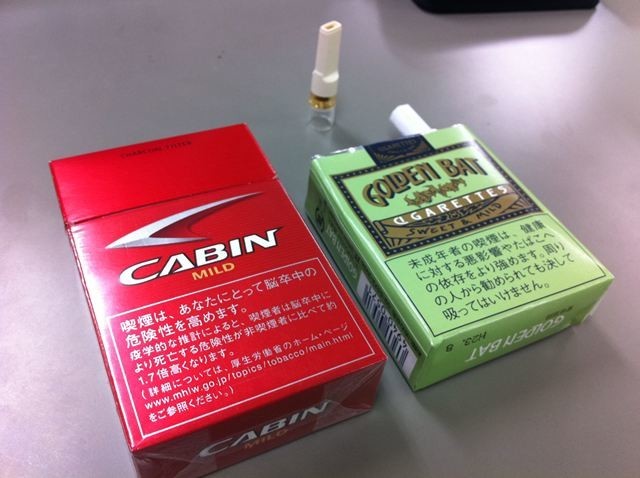 CHARCOAL FILTER
CABIN
MILD
喫煙は、あなたにとって脳卒中の
危険性を高めます。
疫学的な推計によると、喫煙者は脳卒中に
より死亡する危険性が非喫煙者に比べて約
1.7倍高くなります。
(詳細については、厚生労働省のホーム・ページ
www.mhlw.go.jp/topics/tobacco/main.html
をご参照ください。)
CABIN
MILD
CIGARETTES
GOLDEN BAT
CIGARETTES
SWEET & MILD
未成年者の喫煙は、健康
に対する悪影響やたばこへ
の依存をより強めます。周り
の人から勧められても決して
吸ってはいけません。
GOLDEN BAT
H23. 8
GOLDEN BAT